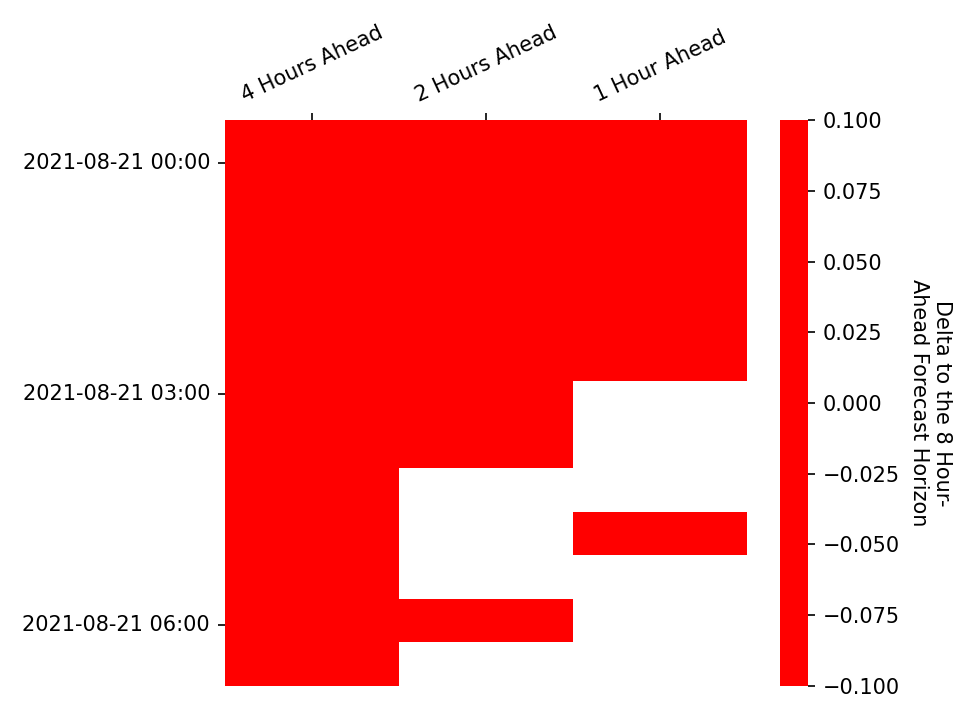 4 Hours Ahead
2 Hours Ahead
1 Hour Ahead
2021-08-21 00:00
2021-08-21 03:00
2021-08-21 06:00
0.100
0.075
0.050
0.025
0.000
−0.025
−0.050
−0.075
−0.100
Delta to the 8 Hour-
Ahead Forecast Horizon